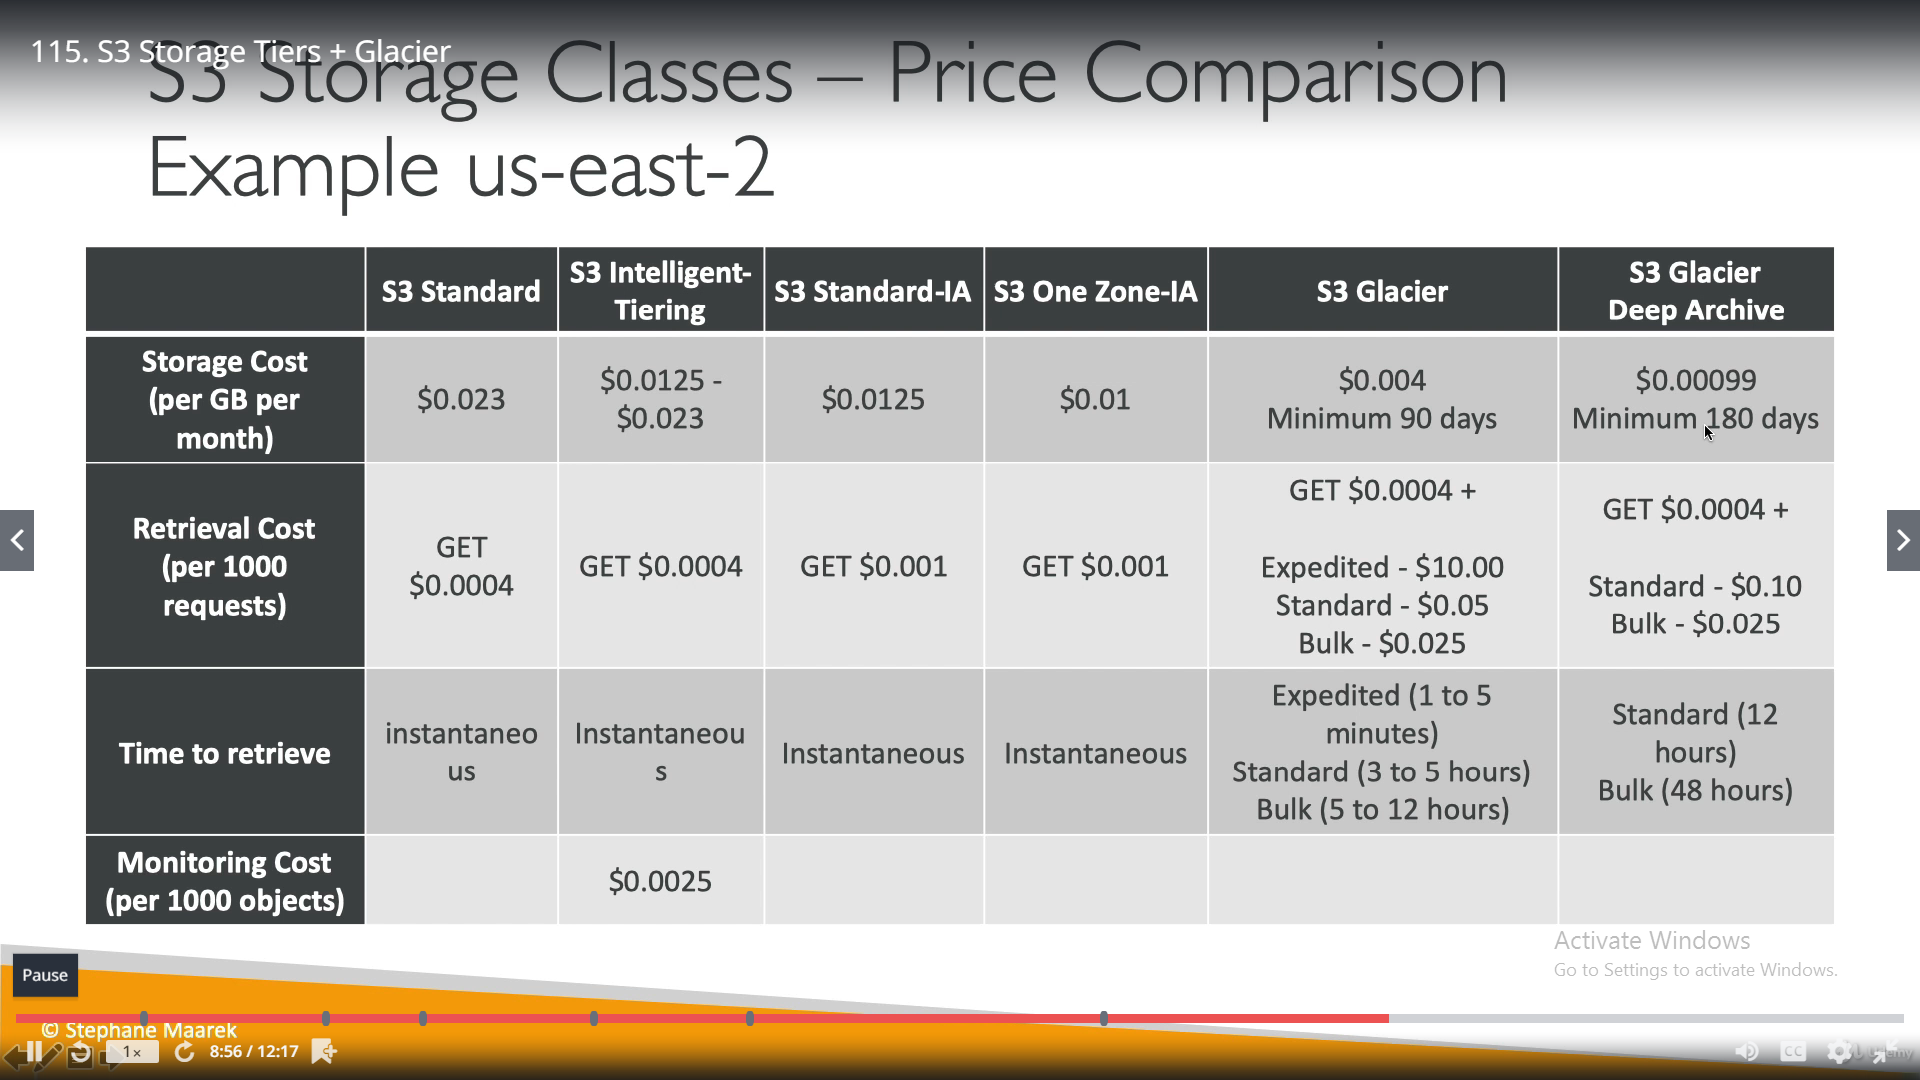 115. S3 Storage Tiers + Glacier
S3 Storage Classes – Price Comparison
Example us-east-2
S3 Standard
S3 Intelligent-
Tiering
S3 Standard-IA
S3 One Zone-IA
S3 Glacier
S3 Glacier
Deep Archive
Storage Cost
(per GB per
month)
$0.023
$0.0125 -
$0.023
$0.0125
$0.01
$0.004
Minimum 90 days
$0.00099
Minimum 180 days
Retrieval Cost
(per 1000
requests)
GET
$0.0004
GET $0.0004
GET $0.001
GET $0.001
GET $0.0004 +
Expedited - $10.00
Standard - $0.05
Bulk - $0.025
GET $0.0004 +
Standard - $0.10
Bulk - $0.025
Time to retrieve
instantaneo
us
Instantaneou
s
Instantaneous
Instantaneous
Expedited (1 to 5
minutes)
Standard (3 to 5 hours)
Bulk (5 to 12 hours)
Standard (12
hours)
Bulk (48 hours)
Monitoring Cost
(per 1000 objects)
$0.0025
Activate Windows
Go to Settings to activate Windows.
Pause
© Stephane Maarek
1×
8:56 / 12:17
CC